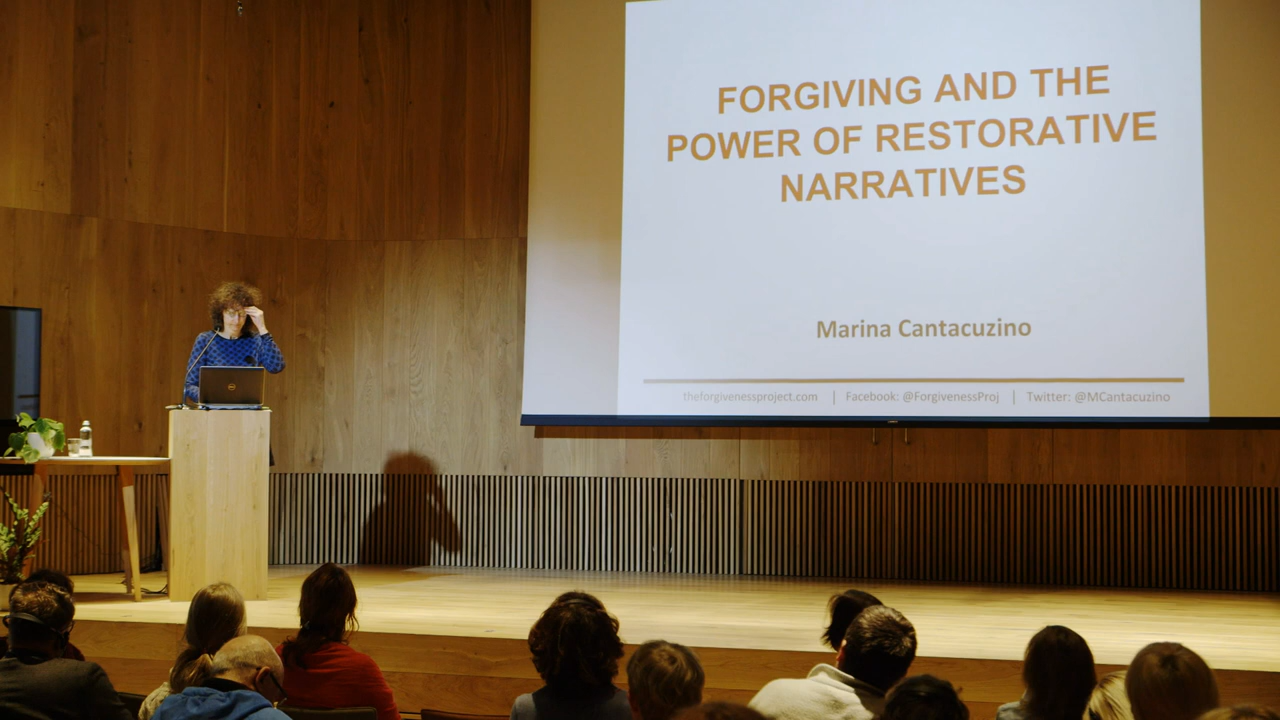 FORGIVING AND THE
POWER OF RESTORATIVE
NARRATIVES
Marina Cantacuzino
theforgivenessproject.com | Facebook: @ForgivenessProj | Twitter: @MCantacuzino